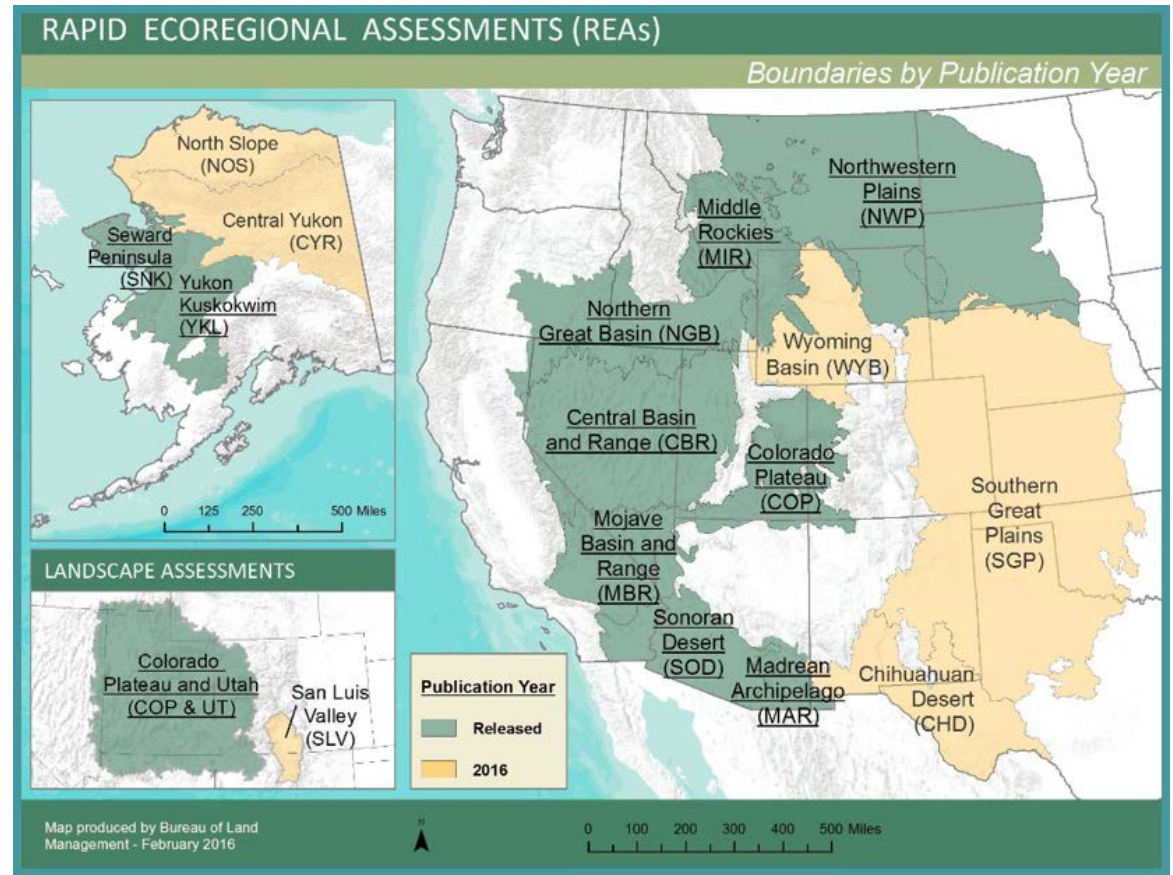 RAPID ECOREGIONAL ASSESSMENTS (REAs)
Boundaries by Publication Year
North Slope
(NOS)
Central Yukon
(CYR)
Seward
Peninsula
(SNK)
Yukon
Kuskokwim
(YKL)
0 125 250 500 Miles
LANDSCAPE ASSESSMENTS
Colorado
Plateau and Utah
(COP & UT)
San Luis
Valley
(SLV)
Northwestern
Plains
(NWP)
Middle
Rockies
(MIR)
Northern
Great Basin (NGB)
Wyoming
Basin (WYB)
Central Basin
and Range (CBR)
Colorado
Plateau
(COP)
Southern
Great
Plains
(SGP)
Mojave
Basin and
Range
(MBR)
Sonoran
Desert
(SOD)
Madrean
Archipelago
(MAR)
Chihuahuan
Desert
(CHD)
Publication Year
Released
2016
Map produced by Bureau of Land
Management - February 2016
N
0 100 200 300 400 500 Miles